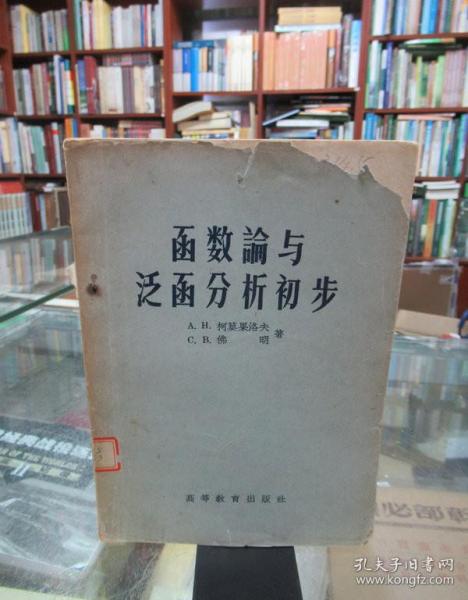 函数論与
泛函分析初步
A. H. 柯莫果洛夫
C. B. 佛 明
著
高等教育出版社
孔夫子旧书网
www.kongfz.com